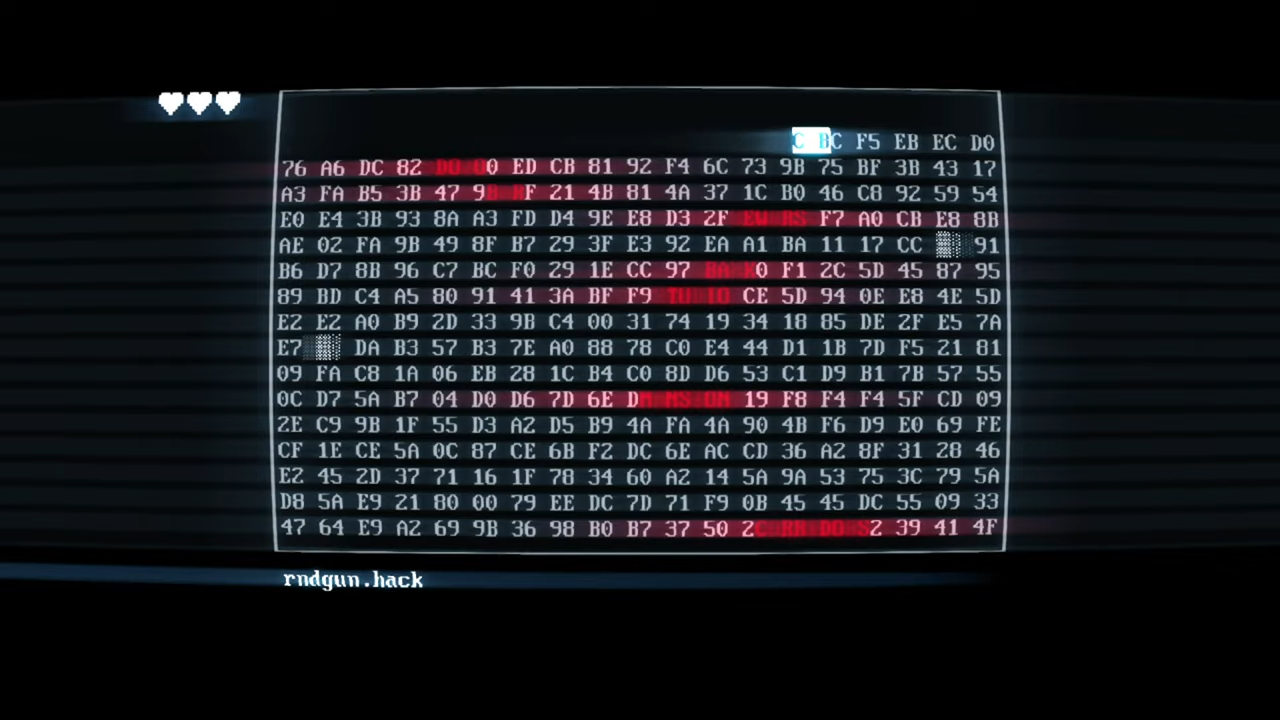 C BC F5 EB EC D0
76 A6 DC 82 0 ED CB 81 92 F4 6C 73 9B 75 BF 3B 43 17
A3 FA B5 3B 47 9 F 21 4B 81 4A 37 1C B0 46 C8 92 59 54
E0 E4 3B 93 8A A3 FD D4 9E E8 D3 2F F7 A0 CB E8 8B
AE 02 FA 9B 49 8F B7 29 3F E3 92 EA A1 BA 11 17 CC 91
B6 D7 8B 96 C7 BC F0 29 1E CC 97 0 F1 2C 5D 45 87 95
89 BD C4 A5 80 91 41 3A BF F9 CE 5D 94 0E E8 4E 5D
E2 E2 A0 B9 2D 33 9B C4 00 31 74 19 34 18 85 DE 2F E5 7A
E7 DA B3 57 B3 7E A0 88 78 C0 E4 44 D1 1B 7D F5 21 81
09 FA C8 1A 06 EB 28 1C B4 C0 8D D6 53 C1 D9 B1 7B 57 55
0C D7 5A B7 04 D0 D6 7D 6E D 19 F8 F4 F4 5F CD 09
2E C9 9B 1F 55 D3 A2 D5 B9 4A FA 4A 90 4B F6 D9 E0 69 FE
CF 1E CE 5A 0C 87 CE 6B F2 DC 6E AC CD 36 A2 8F 31 28 46
E2 45 2D 37 71 16 1F 78 34 60 A2 14 5A 9A 53 75 3C 79 5A
D8 5A E9 21 80 00 79 EE DC 7D 71 F9 0B 45 45 DC 55 09 33
47 64 E9 A2 69 9B 36 98 B0 B7 37 50 2 2 39 41 4F
rndgun.hack